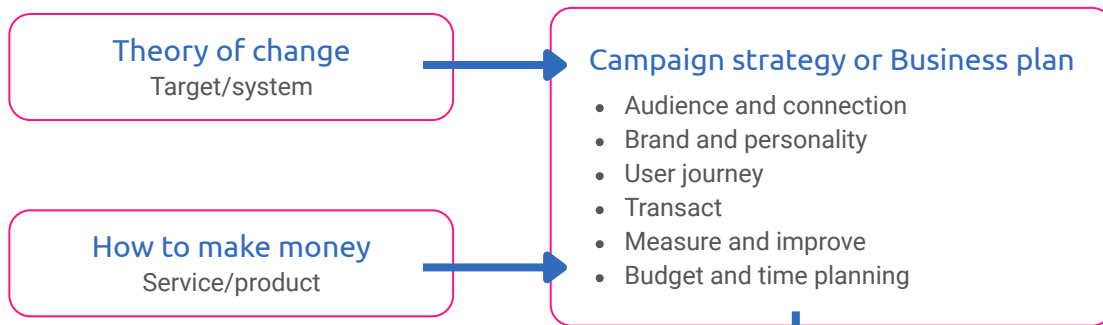 Theory of change
Target/system
How to make money
Service/product
Campaign strategy or Business plan
• Audience and connection
• Brand and personality
• User journey
• Transact
• Measure and improve
• Budget and time planning